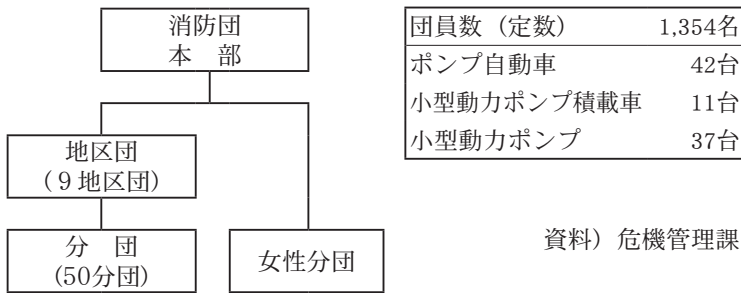 消防団
本　部
地区団
(９地区団)
分　団
(50分団)
女性分団
団員数（定数）　1,354名
ポンプ自動車　42台
小型動力ポンプ積載車　11台
小型動力ポンプ　37台
資料）危機管理課